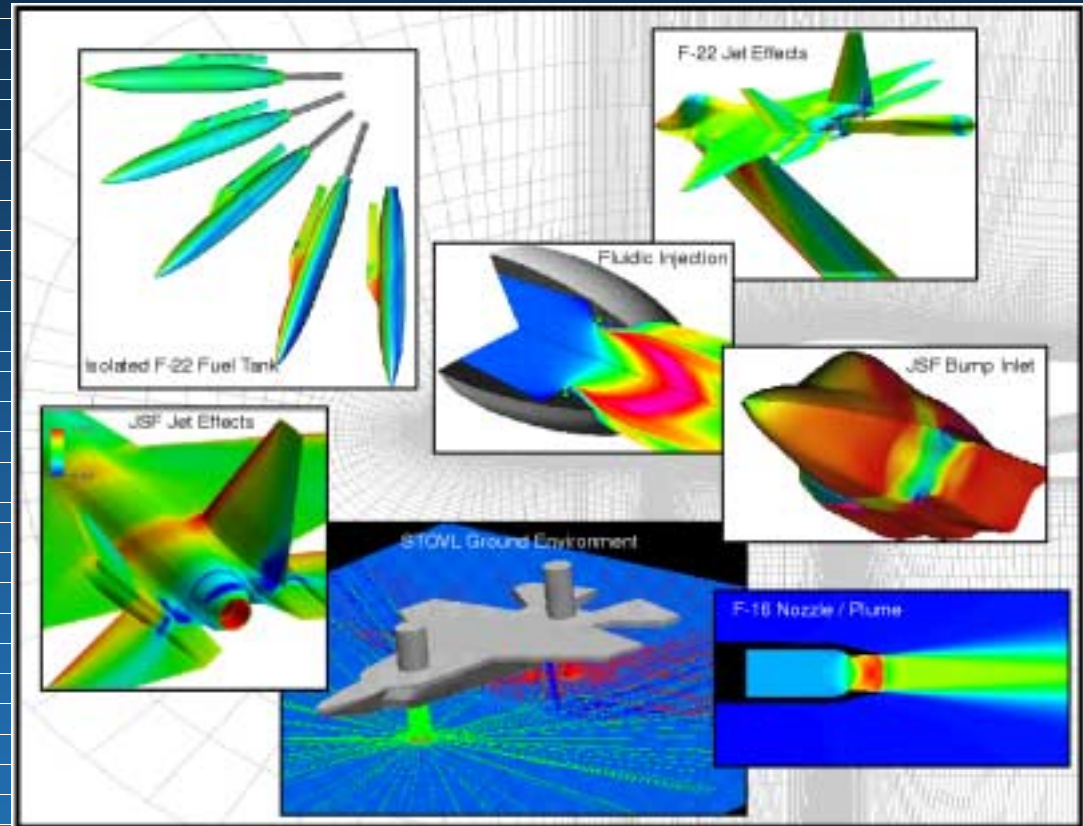 F-22 Jet Effects
Fluidic Injection
Isolated F-22 Fuel Tank
JSF Bump Inlet
JSF Jet Effects
STOVL Ground Environment
F-16 Nozzle / Plume